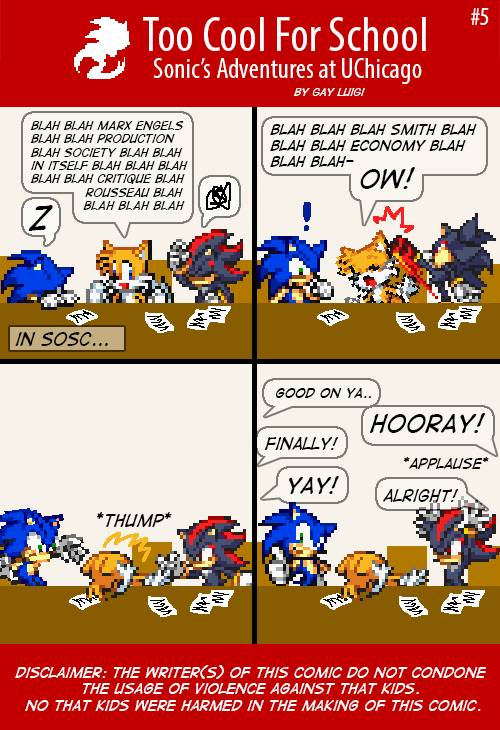 #5
Too Cool For School
Sonic's Adventures at UChicago
BY GAY LUIGI
BLAH BLAH MARX ENGELS
BLAH BLAH PRODUCTION
BLAH SOCIETY BLAH BLAH
IN ITSELF BLAH BLAH BLAH
BLAH BLAH CRITIQUE BLAH
ROUSSEAU BLAH
BLAH BLAH BLAH
Z
IN SOSC...
BLAH BLAH BLAH SMITH BLAH
BLAH BLAH ECONOMY BLAH
BLAH BLAH-
OW!
!
*THUMP*
GOOD ON YA..
HOORAY!
FINALLY!
*APPLAUSE*
YAY!
ALRIGHT!
DISCLAIMER: THE WRITER(S) OF THIS COMIC DO NOT CONDONE
THE USAGE OF VIOLENCE AGAINST THAT KIDS.
NO THAT KIDS WERE HARMED IN THE MAKING OF THIS COMIC.